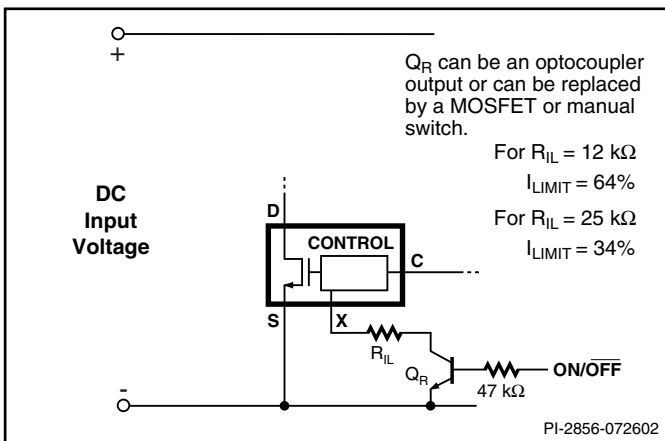 +
Q_R can be an optocoupler
output or can be replaced
by a MOSFET or manual
switch.
For R_IL = 12 kΩ
I_LIMIT = 64%
For R_IL = 25 kΩ
I_LIMIT = 34%
DC
Input
Voltage
D
CONTROL
C
S
X
R_IL
Q_R
47 kΩ
ON/O̅F̅F̅
-
PI-2856-072602